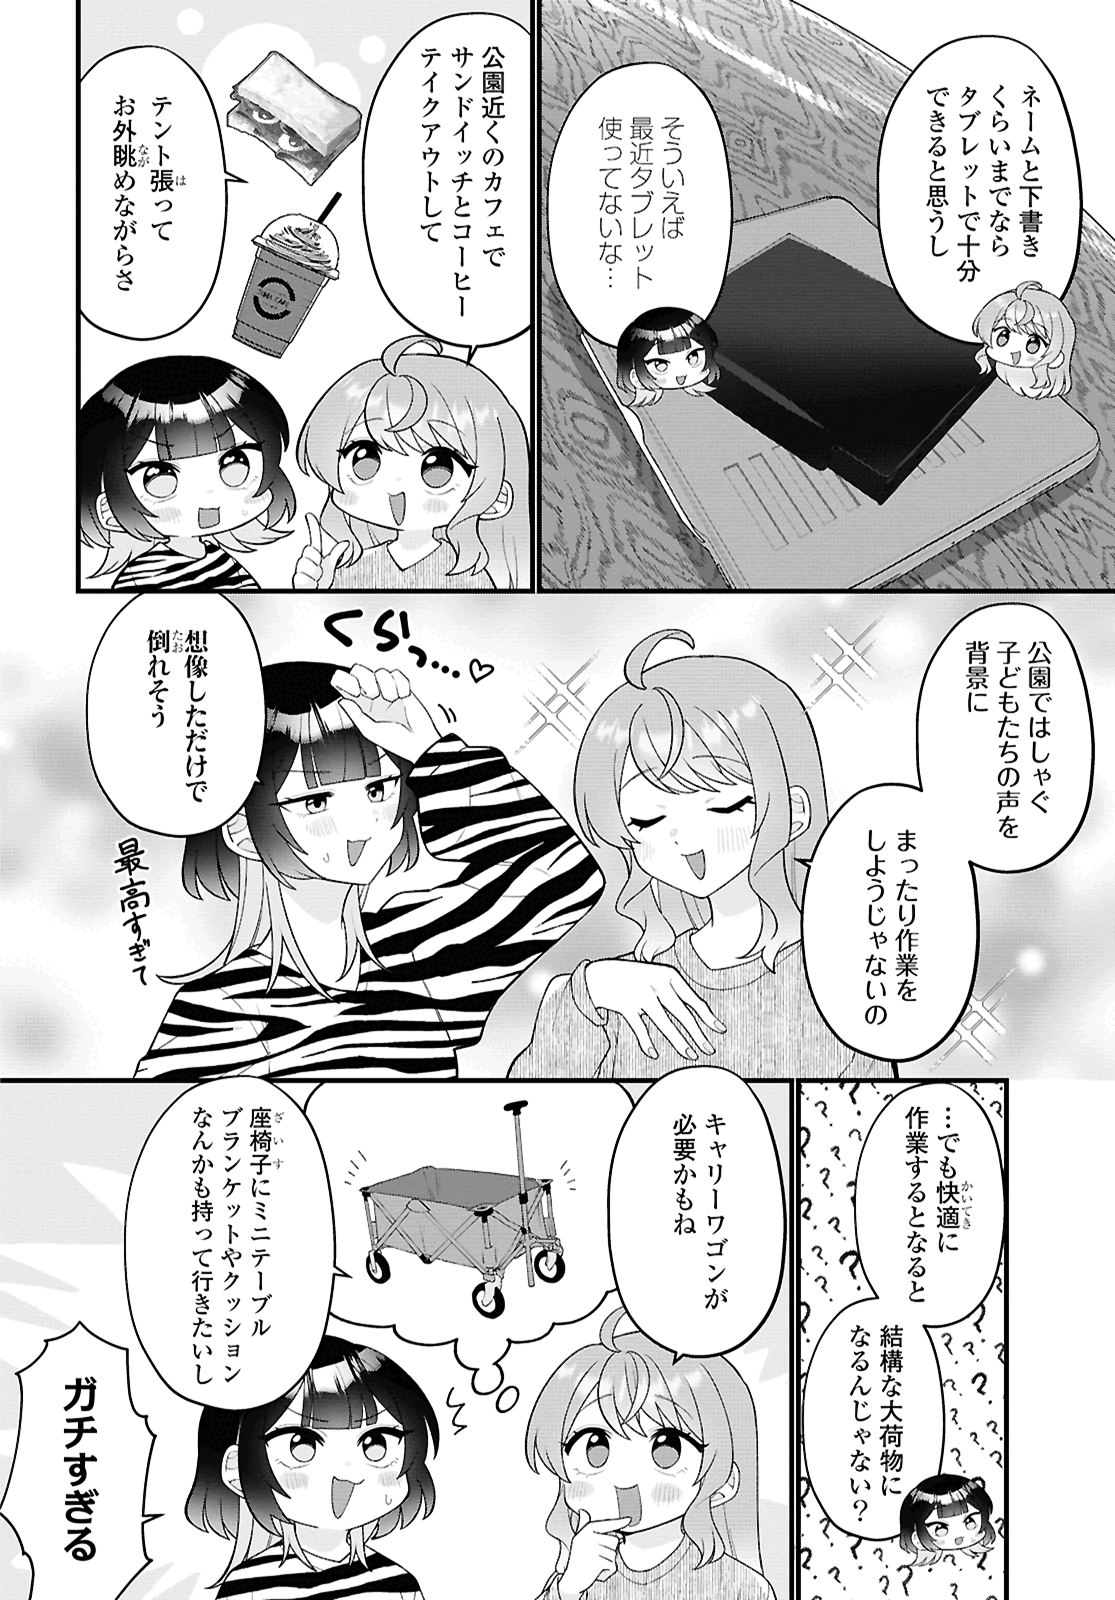 ネームと下書き
くらいまでなら
タブレットで十分
できると思うし
そういえば
最近タブレット
使ってないな…
公園近くのカフェで
サンドイッチとコーヒー
テイクアウトして
テント張って
お外眺めながらさ
公園ではしゃぐ
子どもたちの声を
背景に
まったり作業を
しようじゃないの
くらっ…♡
想像しただけで
倒れそう
最高すぎて
…でも快適に
作業するとなると
結構な大荷物に
なるんじゃない?
キャリーワゴンが
必要かもね
座椅子にミニテーブル
ブランケットやクッション
なんかも持って行きたいし
ガチすぎる